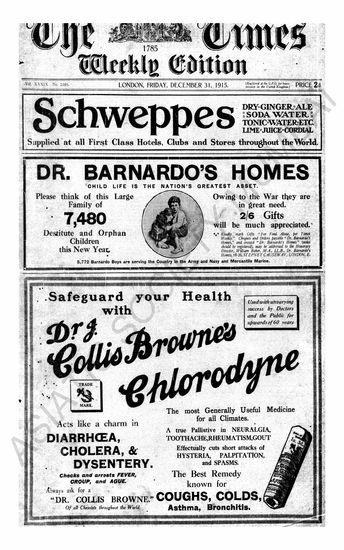 The Times
1785
Weekly Edition
LONDON, FRIDAY, DECEMBER 31, 1915.
PRICE 2d
Schweppes
DRY-GINGER-ALE
SODA WATER:
TONIC-WATER-ETC.
LIME-JUICE-CORDIAL
Supplied at all First Class Hotels, Clubs and Stores throughout the World.
DR. BARNARDO'S HOMES
"CHILD LIFE IS THE NATION'S GREATEST ASSET."
Please think of this Large
Family of
7,480
Destitute and Orphan
Children
this New Year.
Owing to the War they are
in great need.
2/6 Gifts
will be much appreciated.
5,772 Barnardo Boys are serving the Country in the Army and Navy and Mercantile Marine.
Safeguard your Health
with
Dr J. Collis Browne's
Chlorodyne
Used with unvarying
success by Doctors
and the Public for
upwards of 60 years
TRADE
MARK.
Acts like a charm in
DIARRHŒA,
CHOLERA, &
DYSENTERY.
Checks and arrests FEVER,
CROUP, and AGUE.
Always ask for a
"DR. COLLIS BROWNE."
Of all Chemists throughout the World.
The most Generally Useful Medicine
for all Climates.
A true Palliative in NEURALGIA,
TOOTHACHE, RHEUMATISM, GOUT
Effectually cuts short attacks of
HYSTERIA, PALPITATION,
and SPASMS.
The Best Remedy
known for
COUGHS, COLDS,
Asthma, Bronchitis.